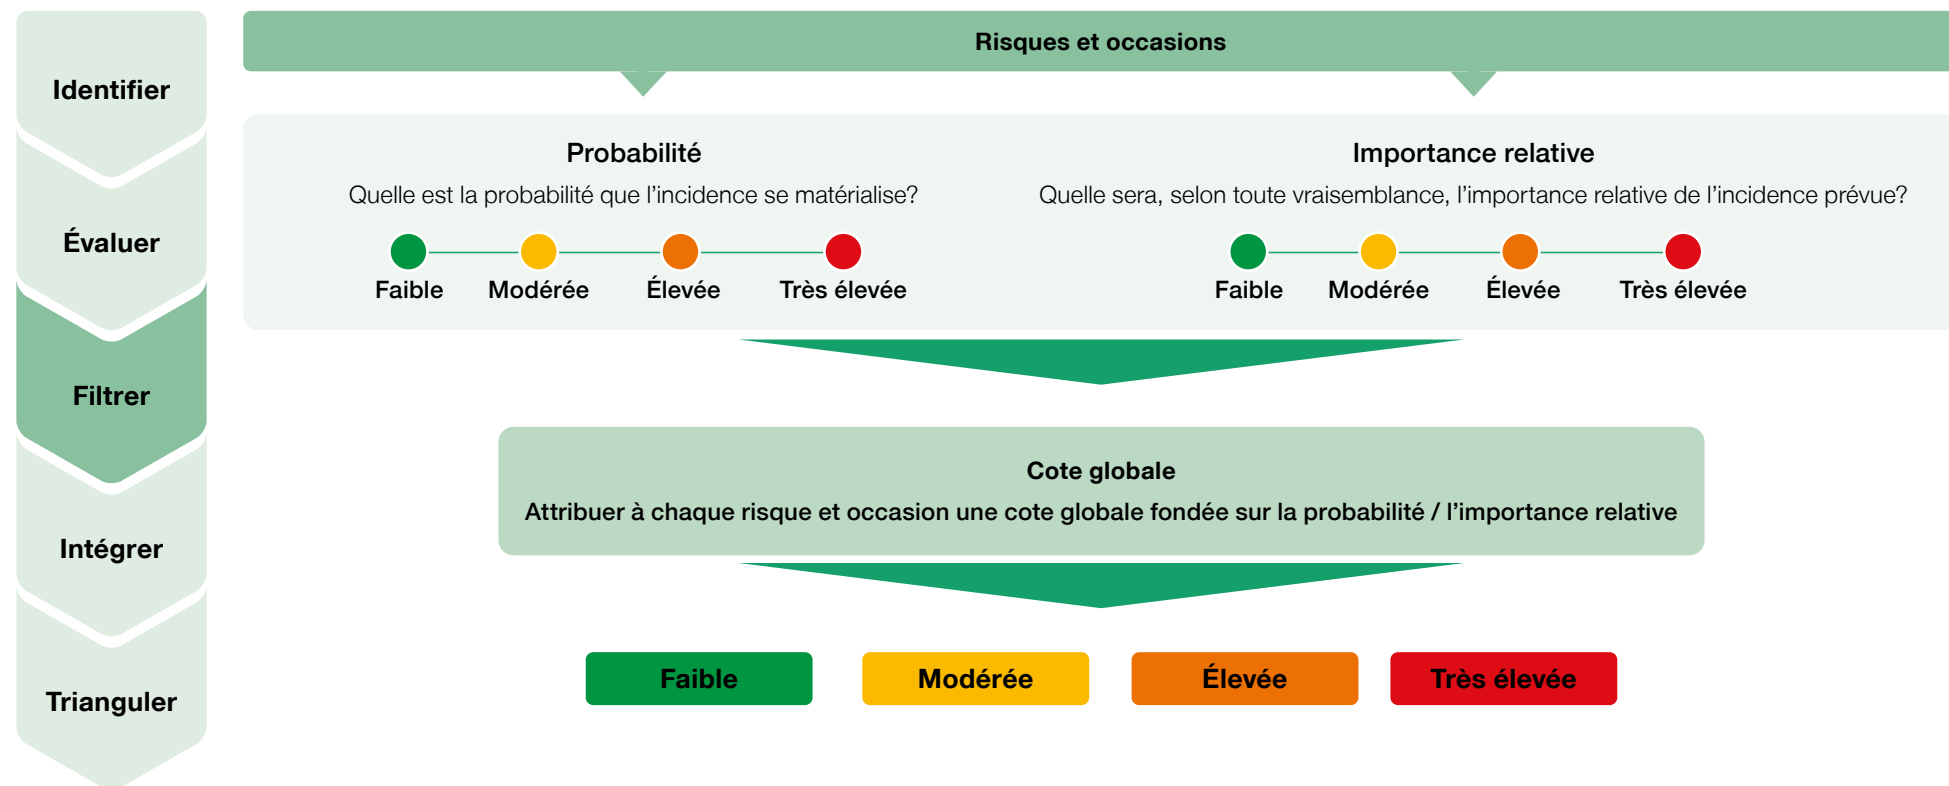 Identifier
Évaluer
Filtrer
Intégrer
Trianguler
Risques et occasions
Probabilité
Quelle est la probabilité que l’incidence se matérialise?
Faible Modérée Élevée Très élevée
Importance relative
Quelle sera, selon toute vraisemblance, l’importance relative de l’incidence prévue?
Faible Modérée Élevée Très élevée
Cote globale
Attribuer à chaque risque et occasion une cote globale fondée sur la probabilité / l’importance relative
Faible Modérée Élevée Très élevée